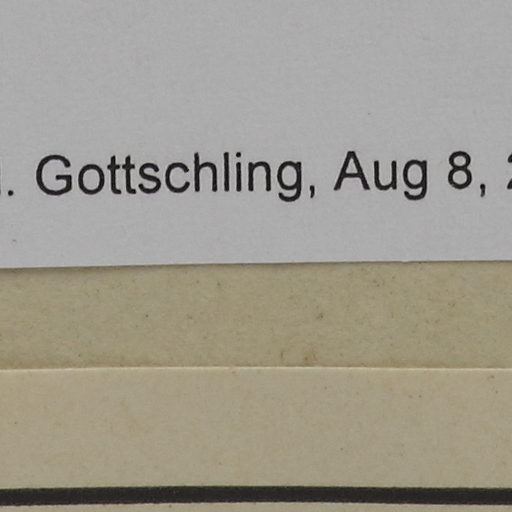 . Gottschling, Aug 8,